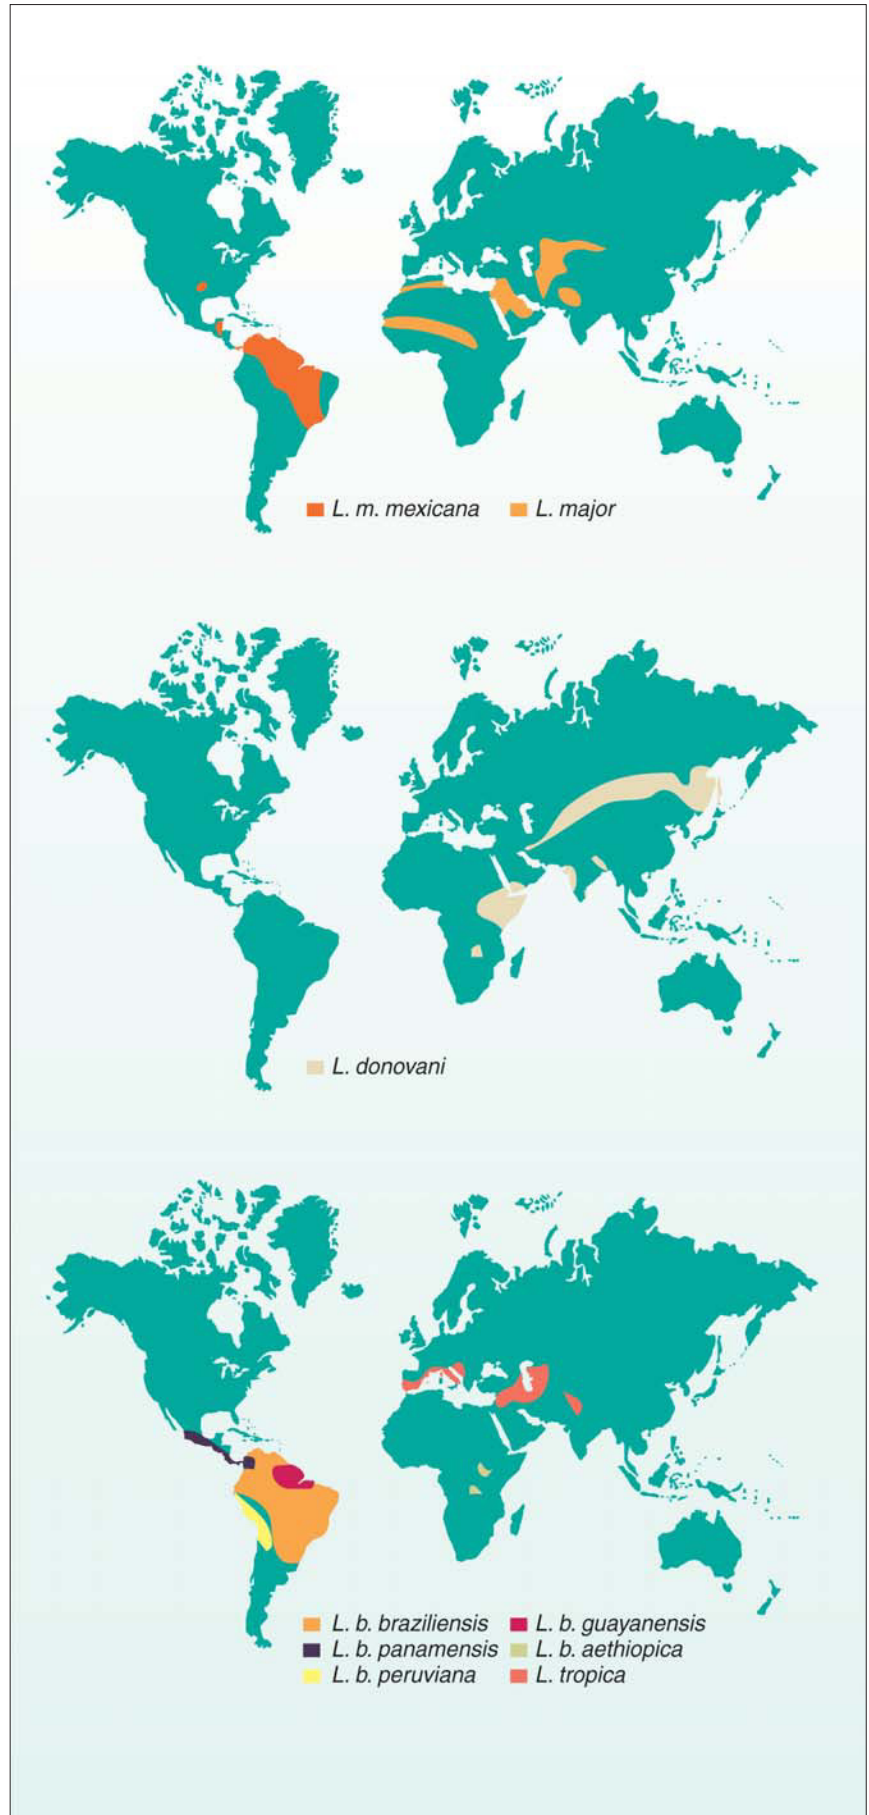 L. m. mexicana L. major
L. donovani
L. b. braziliensis L. b. guayanensis
L. b. panamensis L. b. aethiopica
L. b. peruviana L. tropica